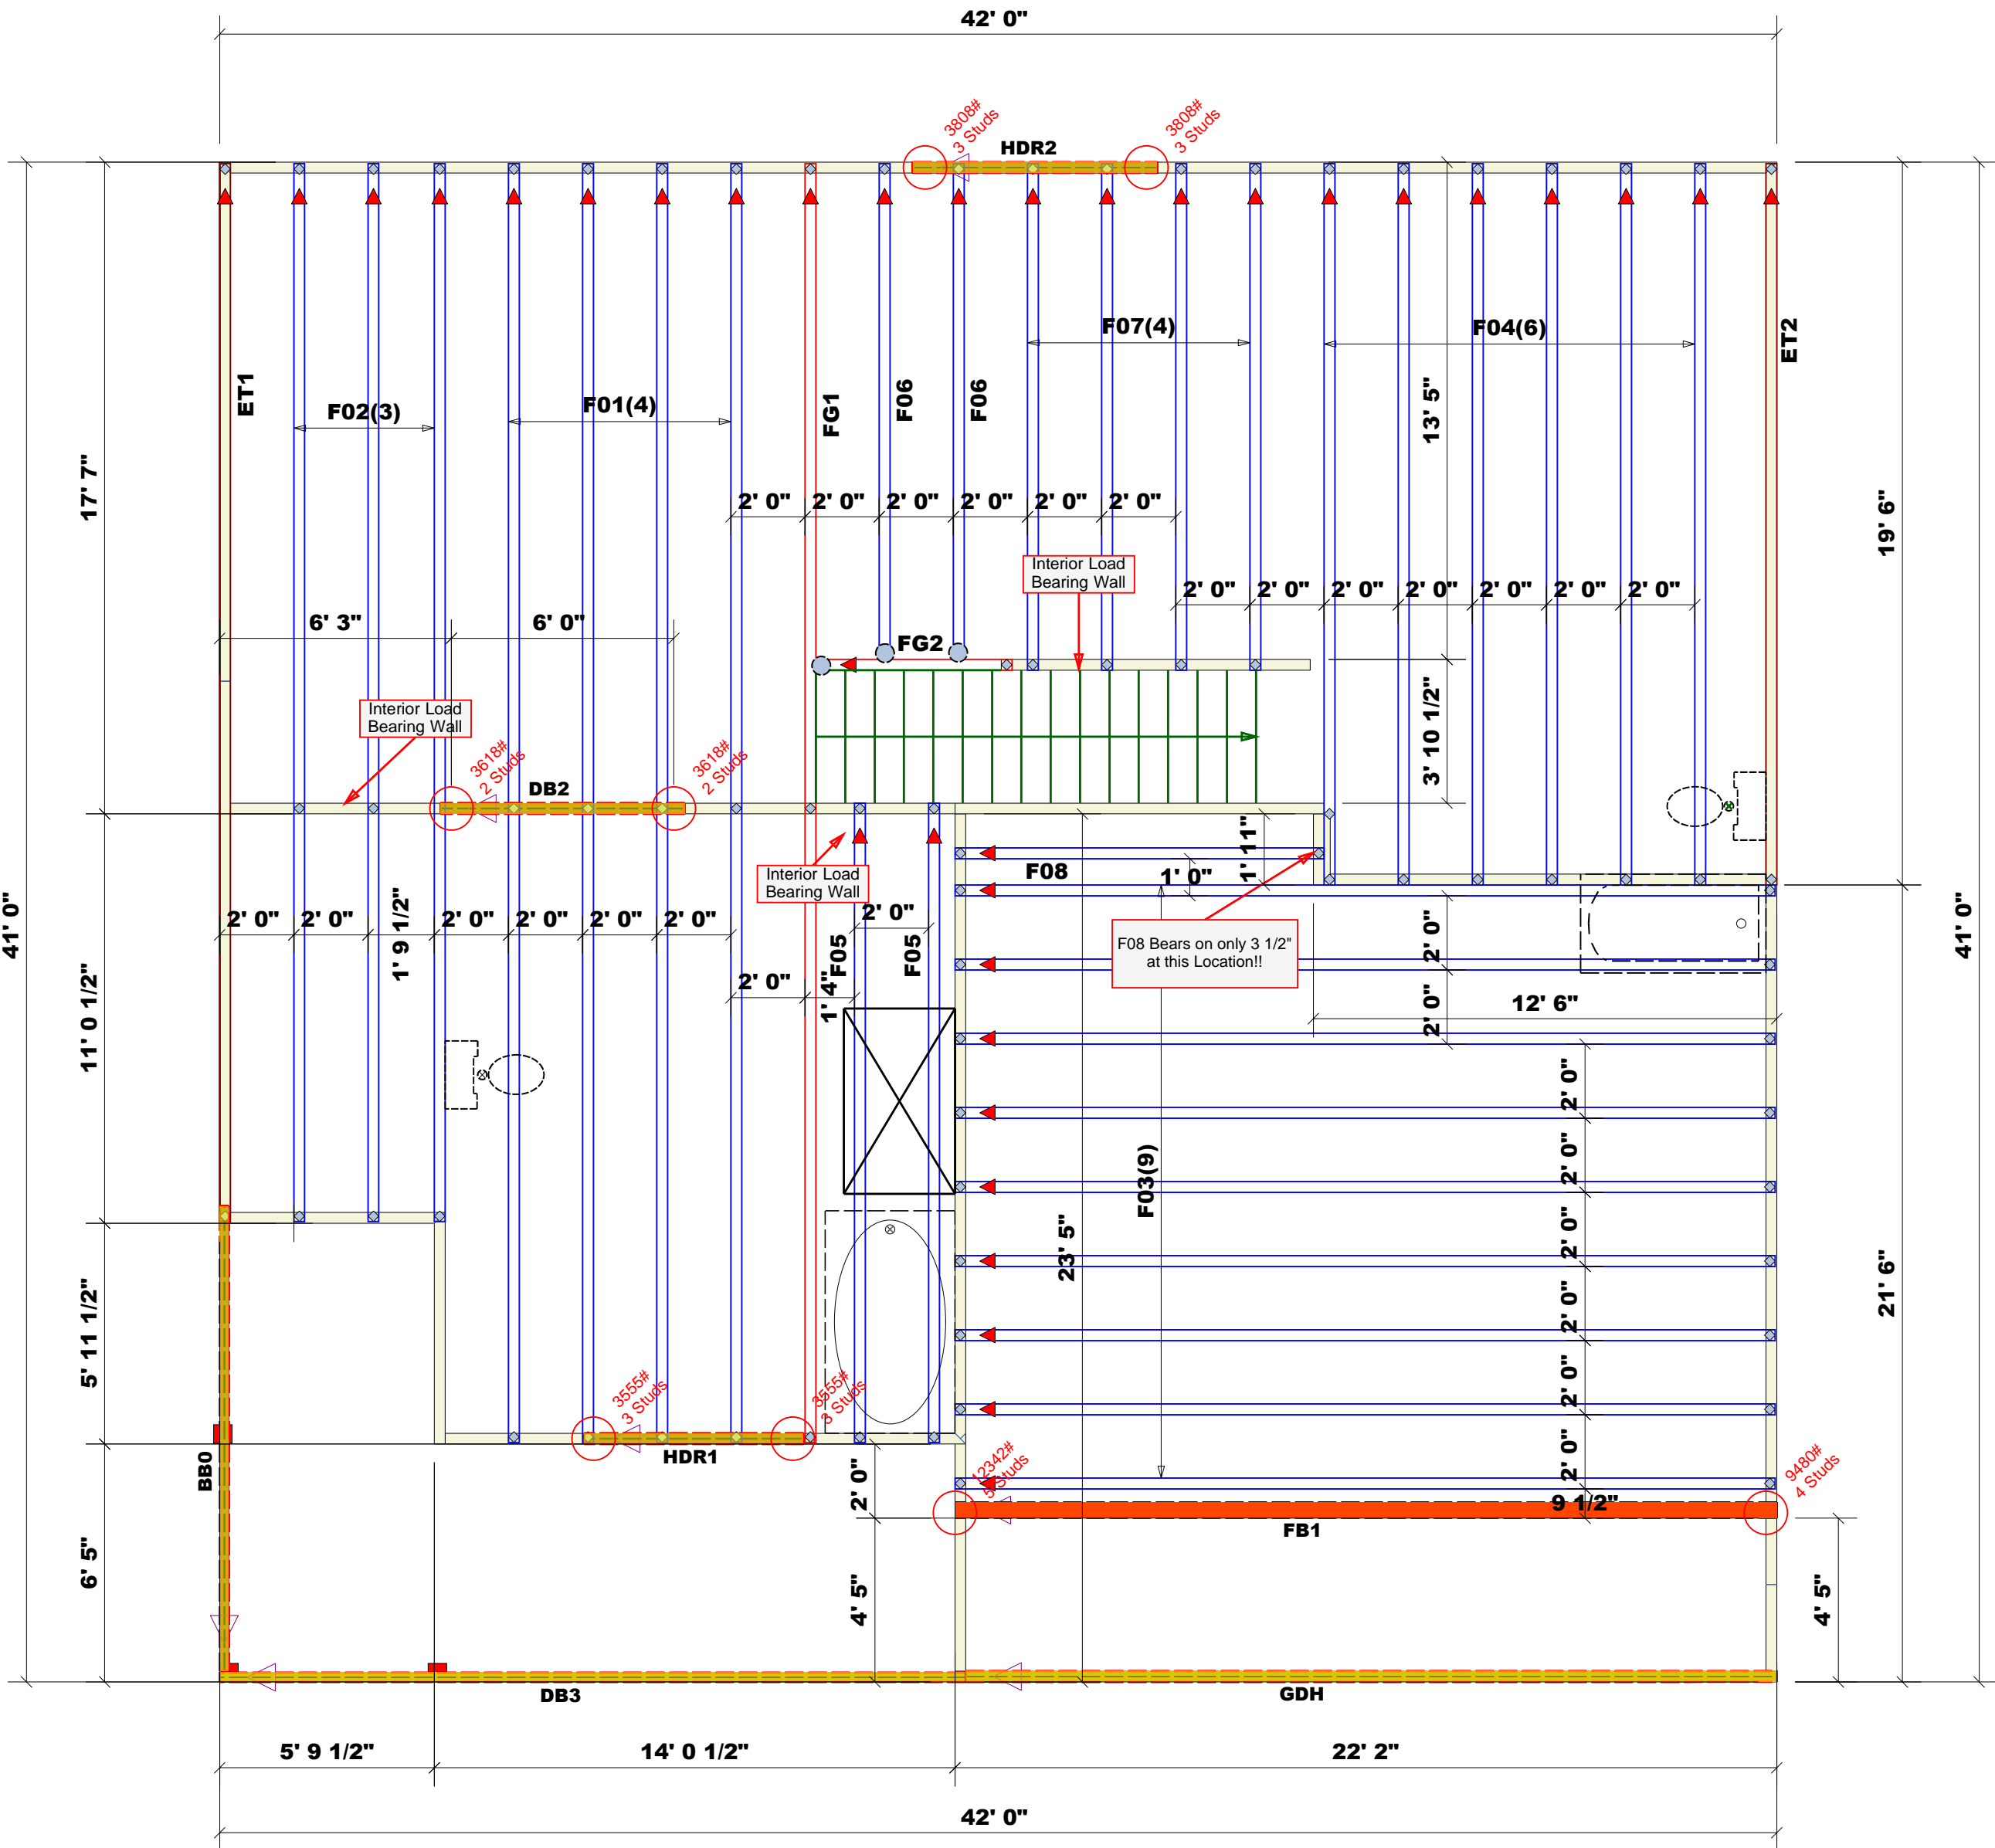 42' 0"
3808#
3 Studs
3808#
3 Studs
HDR2
F07(4)
F04(6)
ET2
ET1
F02(3)
F01(4)
FG1
F06
F06
13' 5"
17' 7"
19' 6"
2' 0"
2' 0"
2' 0"
2' 0"
2' 0"
2' 0"
Interior Load
Bearing Wall
2' 0"
2' 0"
2' 0"
2' 0"
2' 0"
2' 0"
2' 0"
6' 3"
6' 0"
FG2
Interior Load
Bearing Wall
3' 10 1/2"
3618#
2 Studs
3618#
2 Studs
DB2
Interior Load
Bearing Wall
F08
1' 0"
1' 11"
41' 0"
2' 0"
2' 0"
1' 9 1/2"
2' 0"
2' 0"
2' 0"
2' 0"
2' 0"
F05
F05
F08 Bears on only 3 1/2"
at this Location!!
2' 0"
41' 0"
2' 0"
1' 4"
2' 0"
12' 6"
11' 0 1/2"
2' 0"
2' 0"
F03(9)
23' 5"
2' 0"
21' 6"
5' 11 1/2"
2' 0"
2' 0"
3555#
3 Studs
3555#
3 Studs
HDR1
BB0
2' 0"
12342#
5 Studs
2' 0"
9480#
4 Studs
9 1/2"
FB1
6' 5"
4' 5"
4' 5"
DB3
GDH
5' 9 1/2"
14' 0 1/2"
22' 2"
42' 0"